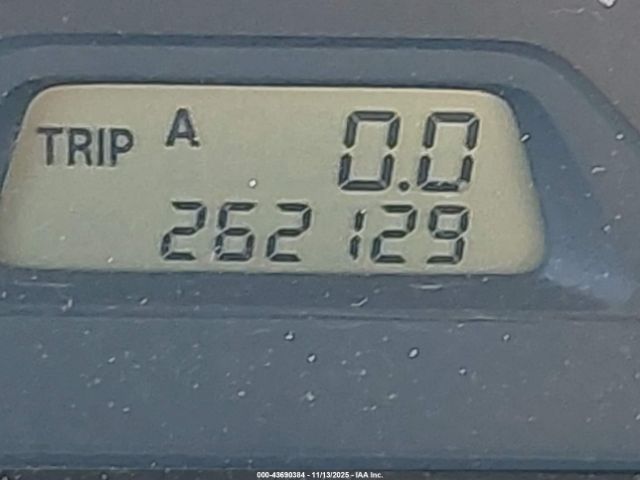 TRIP A 0.0
262129
000-43690384 - 11/13/2025 - IAA Inc.